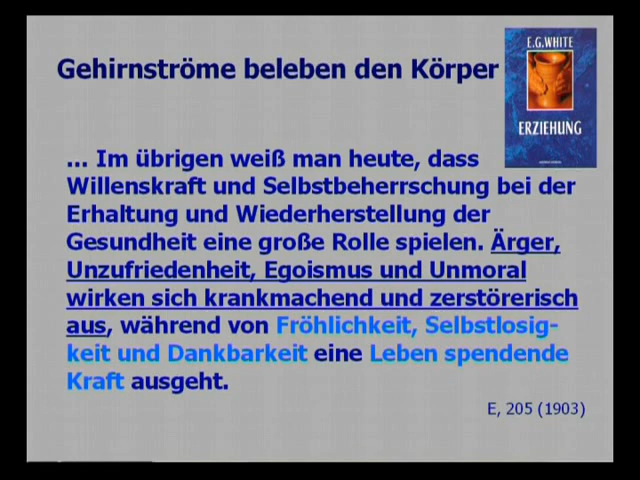 Gehirnströme beleben den Körper
E.G.WHITE
ERZIEHUNG
... Im übrigen weiß man heute, dass
Willenskraft und Selbstbeherrschung bei der
Erhaltung und Wiederherstellung der
Gesundheit eine große Rolle spielen. Ärger,
Unzufriedenheit, Egoismus und Unmoral
wirken sich krankmachend und zerstörerisch
aus, während von Fröhlichkeit, Selbstlosig-
keit und Dankbarkeit eine Leben spendende
Kraft ausgeht.
E, 205 (1903)